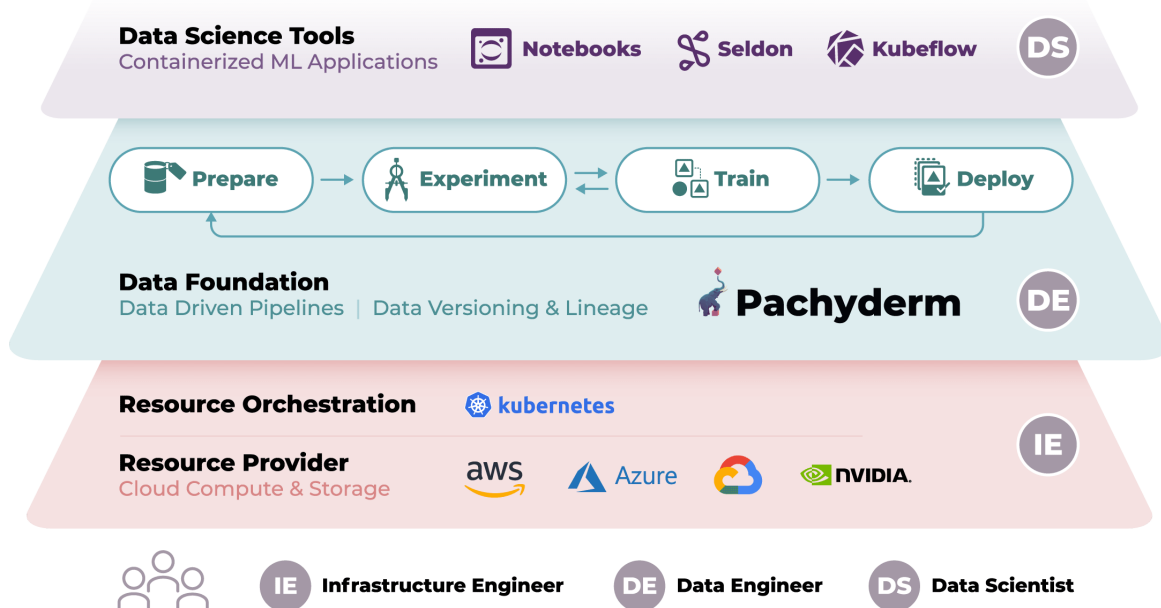 Data Science Tools
Containerized ML Applications
Notebooks
Seldon
Kubeflow
DS
Prepare
Experiment
Train
Deploy
Data Foundation
Data Driven Pipelines | Data Versioning & Lineage
Pachyderm
DE
Resource Orchestration
kubernetes
Resource Provider
Cloud Compute & Storage
aws
Azure
NVIDIA.
IE
IE Infrastructure Engineer
DE Data Engineer
DS Data Scientist